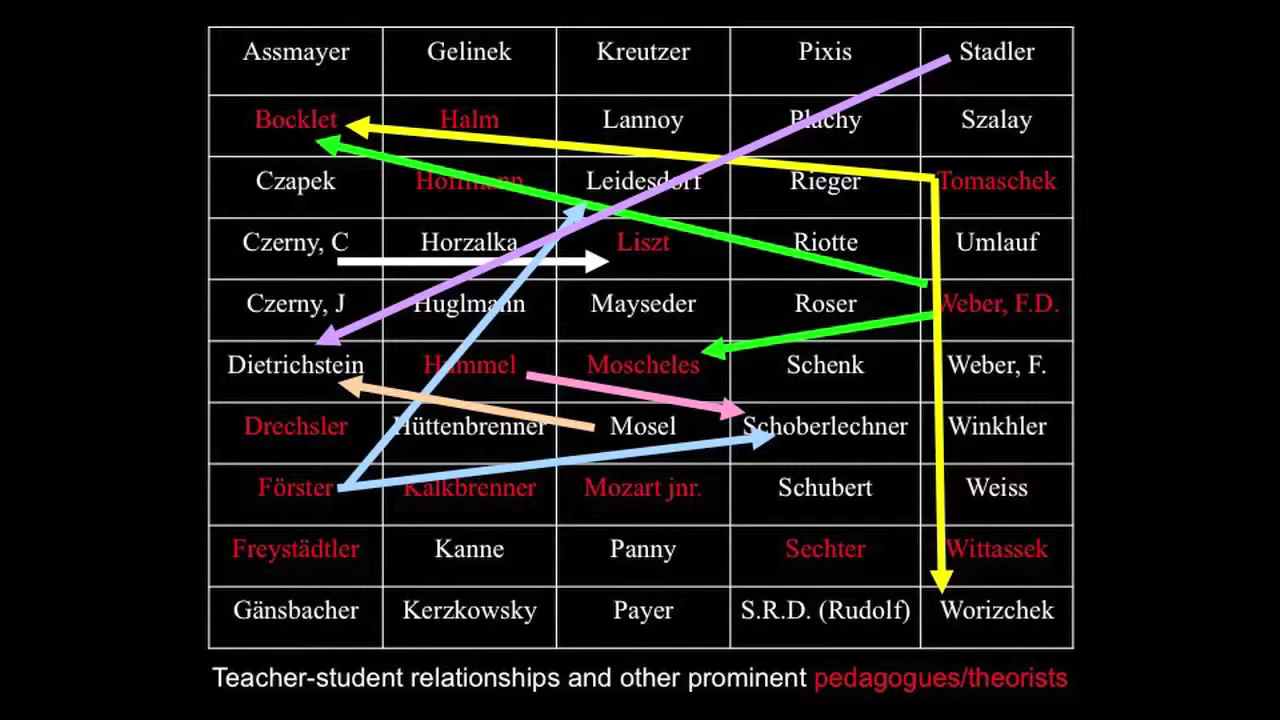 Assmayer Gelinek Kreutzer Pixis Stadler
Bocklet Halm Lannoy Plachy Szalay
Czapek Hoffmann Leidesdorf Rieger Tomaschek
Czerny, C Horzalka Liszt Riotte Umlauf
Czerny, J Huglmann Mayseder Roser Weber, F.D.
Dietrichstein Hummel Moscheles Schenk Weber, F.
Drechsler Hüttenbrenner Mosel Schoberlechner Winkhler
Förster Kalkbrenner Mozart jnr. Schubert Weiss
Freystädtler Kanne Panny Sechter Wittassek
Gänsbacher Kerzkowsky Payer S.R.D. (Rudolf) Worizchek
Teacher-student relationships and other prominent pedagogues/theorists